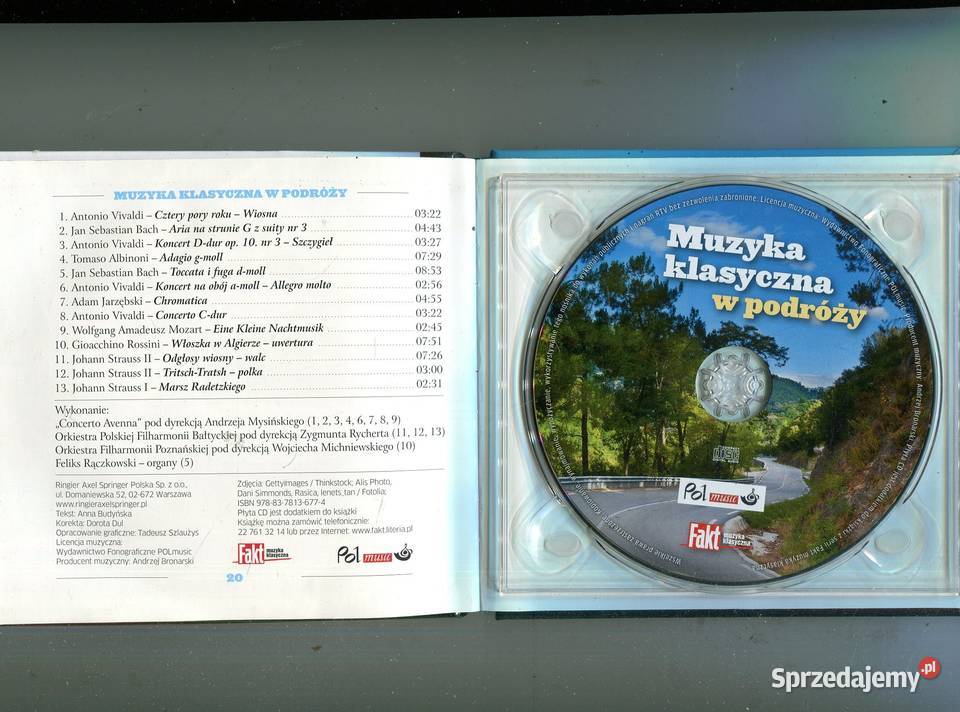 MUZYKA KLASYCZNA W PODRÓŻY
1. Antonio Vivaldi – Cztery pory roku – Wiosna 03:22
2. Jan Sebastian Bach – Aria na strunie G z suity nr 3 04:43
3. Antonio Vivaldi – Koncert D-dur op. 10. nr 3 – Szczygieł 03:27
4. Tomaso Albinoni – Adagio g-moll 07:29
5. Jan Sebastian Bach – Toccata i fuga d-moll 08:53
6. Antonio Vivaldi – Koncert na obój a-moll – Allegro molto 02:56
7. Adam Jarzębski – Chromatica 04:55
8. Antonio Vivaldi – Concerto C-dur 03:22
9. Wolfgang Amadeusz Mozart – Eine Kleine Nachtmusik 02:45
10. Gioacchino Rossini – Włoszka w Algierze – uwertura 07:51
11. Johann Strauss II – Odgłosy wiosny – walc 07:26
12. Johann Strauss II – Tritsch-Tratsh – polka 03:00
13. Johann Strauss I – Marsz Radetzkiego 02:31
Wykonanie:
„Concerto Avenna" pod dyrekcją Andrzeja Mysińskiego (1, 2, 3, 4, 6, 7, 8, 9)
Orkiestra Polskiej Filharmonii Bałtyckiej pod dyrekcją Zygmunta Rycherta (11, 12, 13)
Orkiestra Filharmonii Poznańskiej pod dyrekcją Wojciecha Michniewskiego (10)
Feliks Rączkowski – organy (5)
Ringier Axel Springer Polska Sp. z o.o.,
ul. Domaniewska 52, 02-672 Warszawa
www.ringieraxelspringer.pl
Tekst: Anna Budyńska
Korekta: Dorota Dul
Opracowanie graficzne: Tadeusz Szlaużys
Licencja muzyczna:
Wydawnictwo Fonograficzne POLmusic
Producent muzyczny: Andrzej Bronarski
Zdjęcia: Gettyimages / Thinkstock; Alis Photo,
Dani Simmonds, Rasica, lenets_tan / Fotolia;
ISBN 978-83-7813-677-4
Płyta CD jest dodatkiem do książki
Książkę można zamówić telefonicznie:
22 761 32 14 lub przez Internet: www.fakt.literia.pl
Fakt muzyka klasyczna
Pol music
20
Muzyka
klasyczna
w podróży
Pol music
Fakt muzyka klasyczna
Sprzedajemy.pl